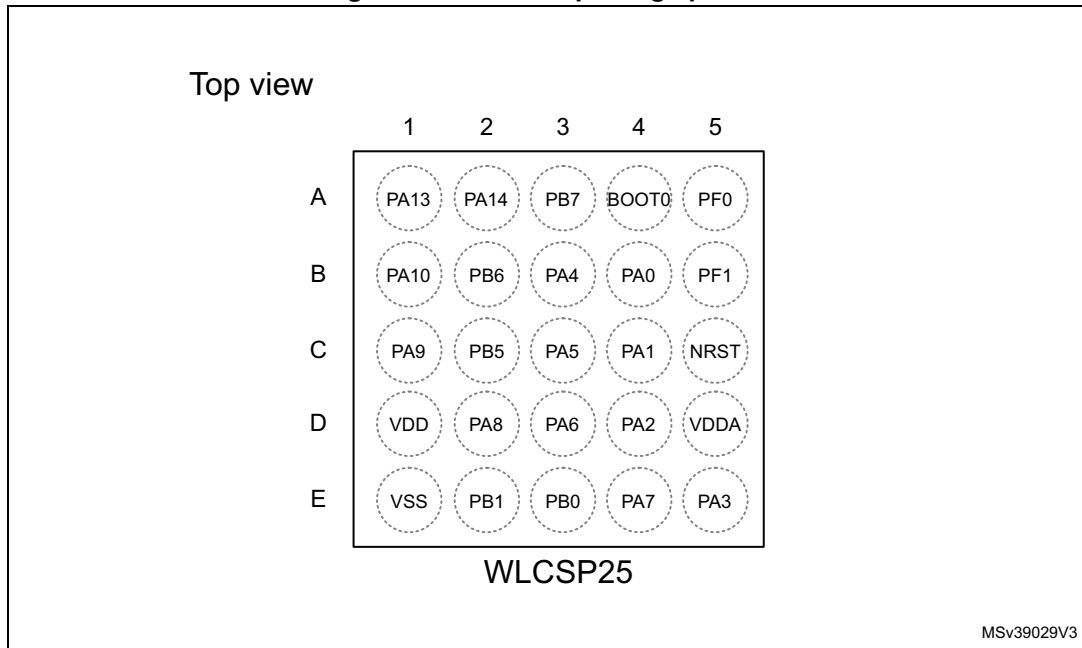 Top view
1 2 3 4 5
A PA13 PA14 PB7 BOOT0 PF0
B PA10 PB6 PA4 PA0 PF1
C PA9 PB5 PA5 PA1 NRST
D VDD PA8 PA6 PA2 VDDA
E VSS PB1 PB0 PA7 PA3
WLCSP25
MSv39029V3